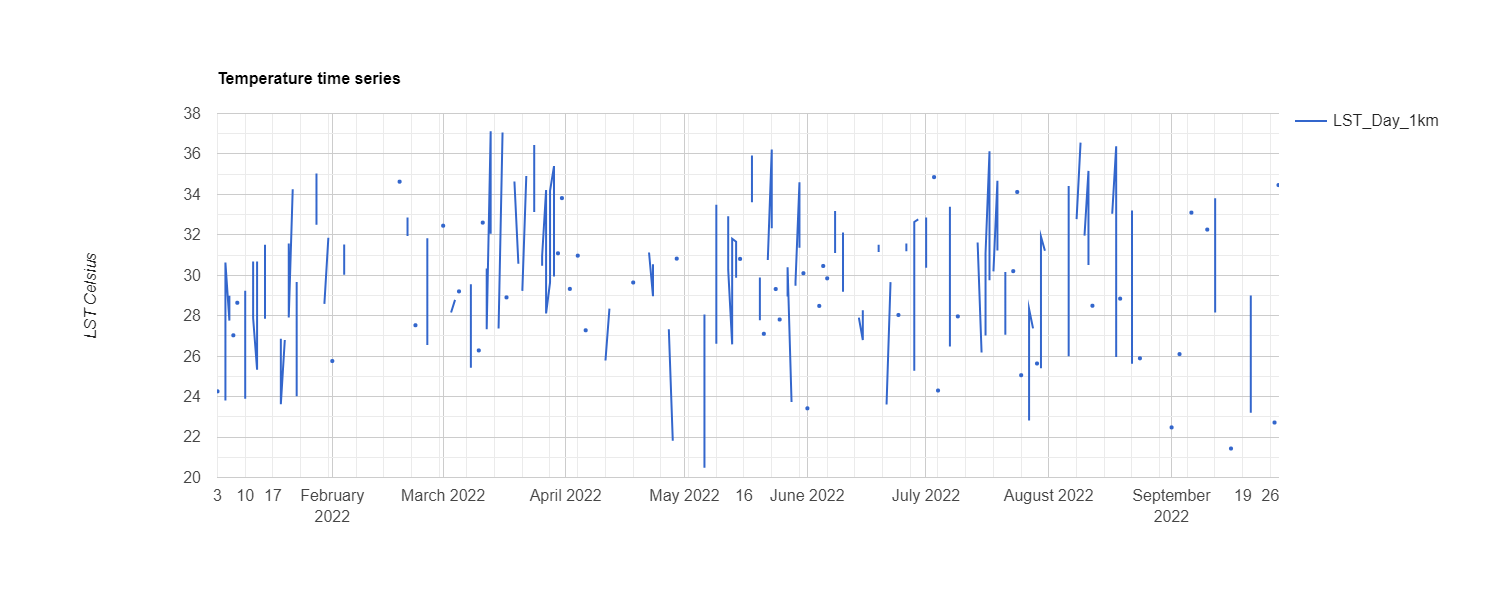 Temperature time series
LST_Day_1km
38
36
34
32
30
28
26
24
22
20
LST Celsius
3 10 17 February 2022 March 2022 April 2022 May 2022 16 June 2022 July 2022 August 2022 September 2022 19 26